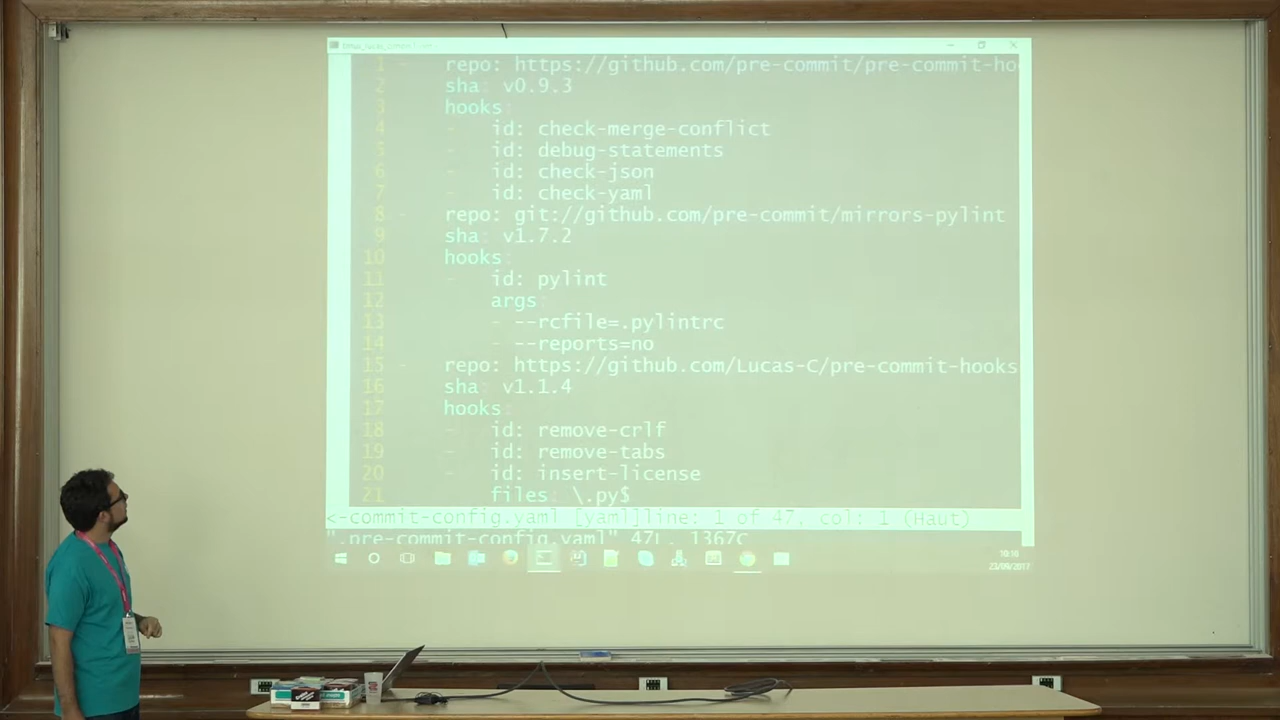 1 - repo: https://github.com/pre-commit/pre-commit-ho
2 sha: v0.9.3
3 hooks:
4 - id: check-merge-conflict
5 - id: debug-statements
6 - id: check-json
7 - id: check-yaml
8 - repo: git://github.com/pre-commit/mirrors-pylint
9 sha: v1.7.2
10 hooks:
11 - id: pylint
12 args:
13 - --rcfile=.pylintrc
14 - --reports=no
15 - repo: https://github.com/Lucas-C/pre-commit-hooks
16 sha: v1.1.4
17 hooks:
18 - id: remove-crlf
19 - id: remove-tabs
20 - id: insert-license
21 files: \.py$
<-commit-config.yaml [yaml]line: 1 of 47, col: 1 (Haut)
".pre-commit-config.yaml" 47L, 1367C
10:10
23/09/2017